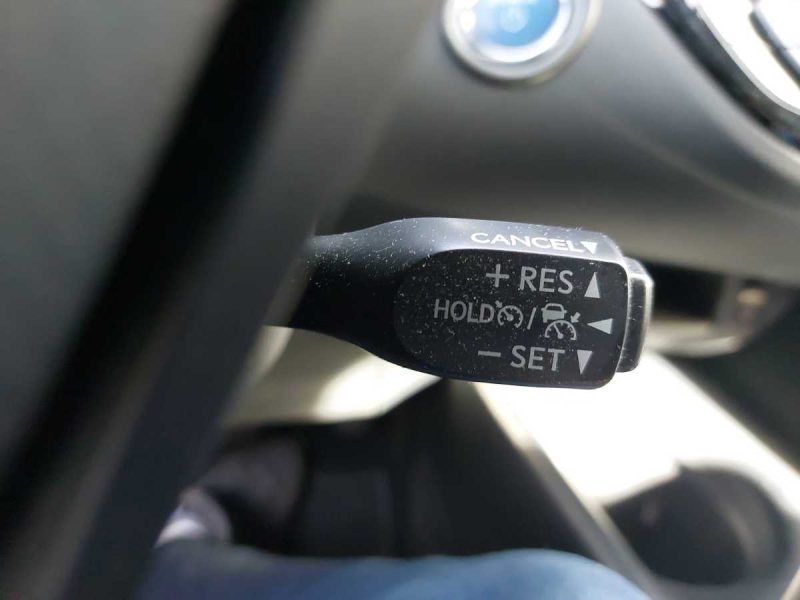 CANCEL
+ RES
HOLD /
- SET